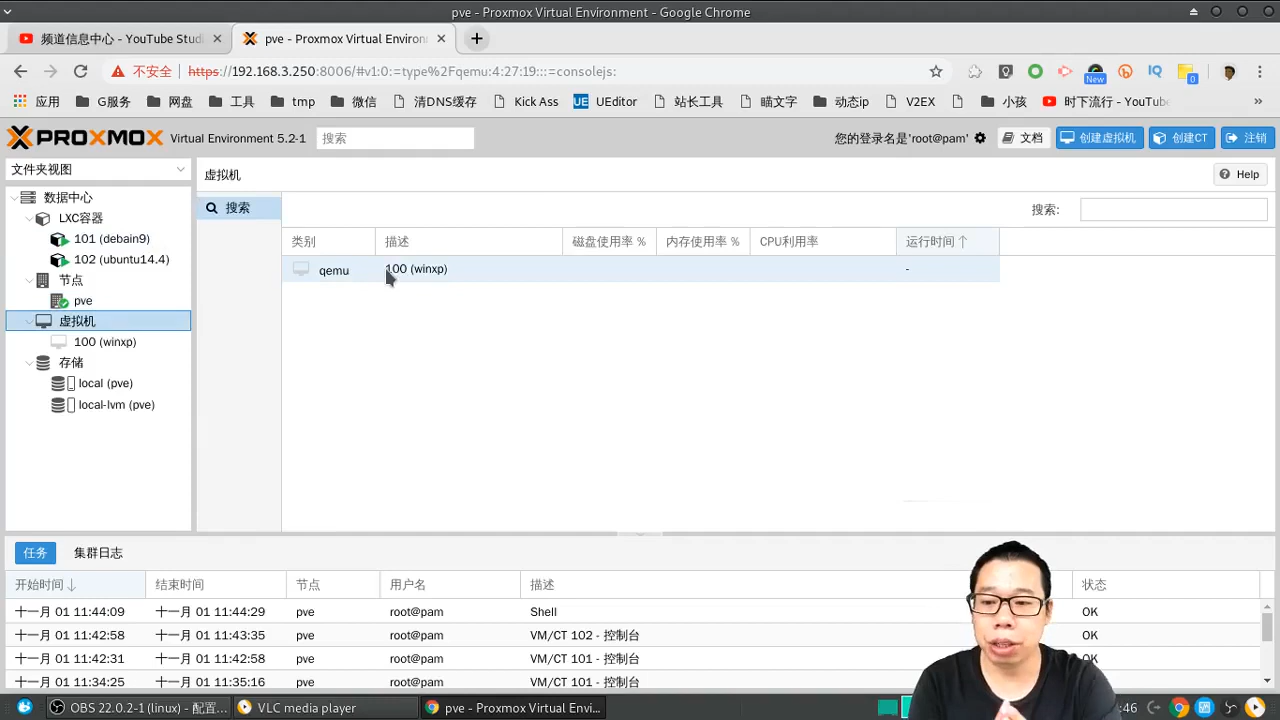 pve - Proxmox Virtual Environment - Google Chrome
频道信息中心 - YouTube Studi
pve - Proxmox Virtual Environ
不安全
https://192.168.3.250:8006/#v1:0:=type%2Fqemu:4:27:19:::=consolejs:
New
0
应用 G服务 网盘 工具 tmp 微信 清DNS缓存 Kick Ass UE UEditor 站长工具 瞄文字 动态ip V2EX 小孩 时下流行 - YouTube »
PROXMOX Virtual Environment 5.2-1 搜索 您的登录名是'root@pam' 文档 创建虚拟机 创建CT 注销
文件夹视图
虚拟机
Help
数据中心
LXC容器
101 (debain9)
102 (ubuntu14.4)
节点
pve
虚拟机
100 (winxp)
存储
local (pve)
local-lvm (pve)
搜索
搜索:
类别 描述 磁盘使用率 % 内存使用率 % CPU利用率 运行时间
qemu 100 (winxp) -
任务 集群日志
开始时间 结束时间 节点 用户名 描述 状态
十一月 01 11:44:09 十一月 01 11:44:29 pve root@pam Shell OK
十一月 01 11:42:58 十一月 01 11:43:35 pve root@pam VM/CT 102 - 控制台 OK
十一月 01 11:42:31 十一月 01 11:42:58 pve root@pam VM/CT 101 - 控制台 OK
十一月 01 11:34:25 十一月 01 11:35:16 pve root@pam VM/CT 101 - 控制台
OBS 22.0.2-1 (linux) - 配置...
VLC media player
pve - Proxmox Virtual Envi...
:46